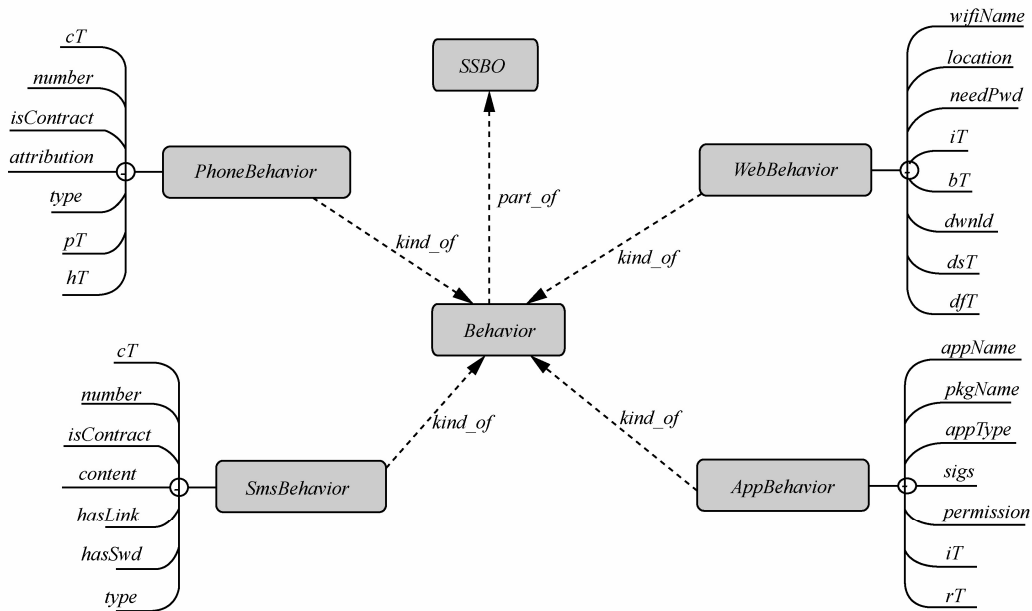 cT
number
isContract
attribution
type
pT
hT
PhoneBehavior
SSBO
wifiName
location
needPwd
iT
bT
dwnld
dsT
dfT
WebBehavior
part_of
kind_of
kind_of
Behavior
cT
number
isContract
content
hasLink
hasSwd
type
SmsBehavior
kind_of
kind_of
AppBehavior
appName
pkgName
appType
sigs
permission
iT
rT